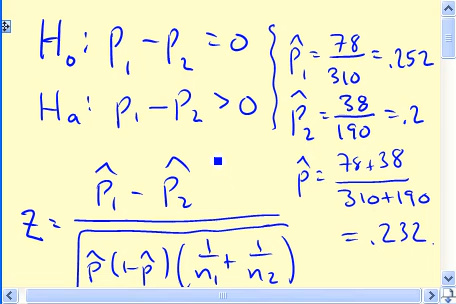 H₀: P₁ - P₂ = 0
Hₐ: P₁ - P₂ > 0
p̂₁ = 78/310 = .252
p̂₂ = 38/190 = .2
p̂ = (78+38)/(310+190)
= .232.
Z = (p̂₁ - p̂₂)/√(p̂(1-p̂)(1/n₁ + 1/n₂))